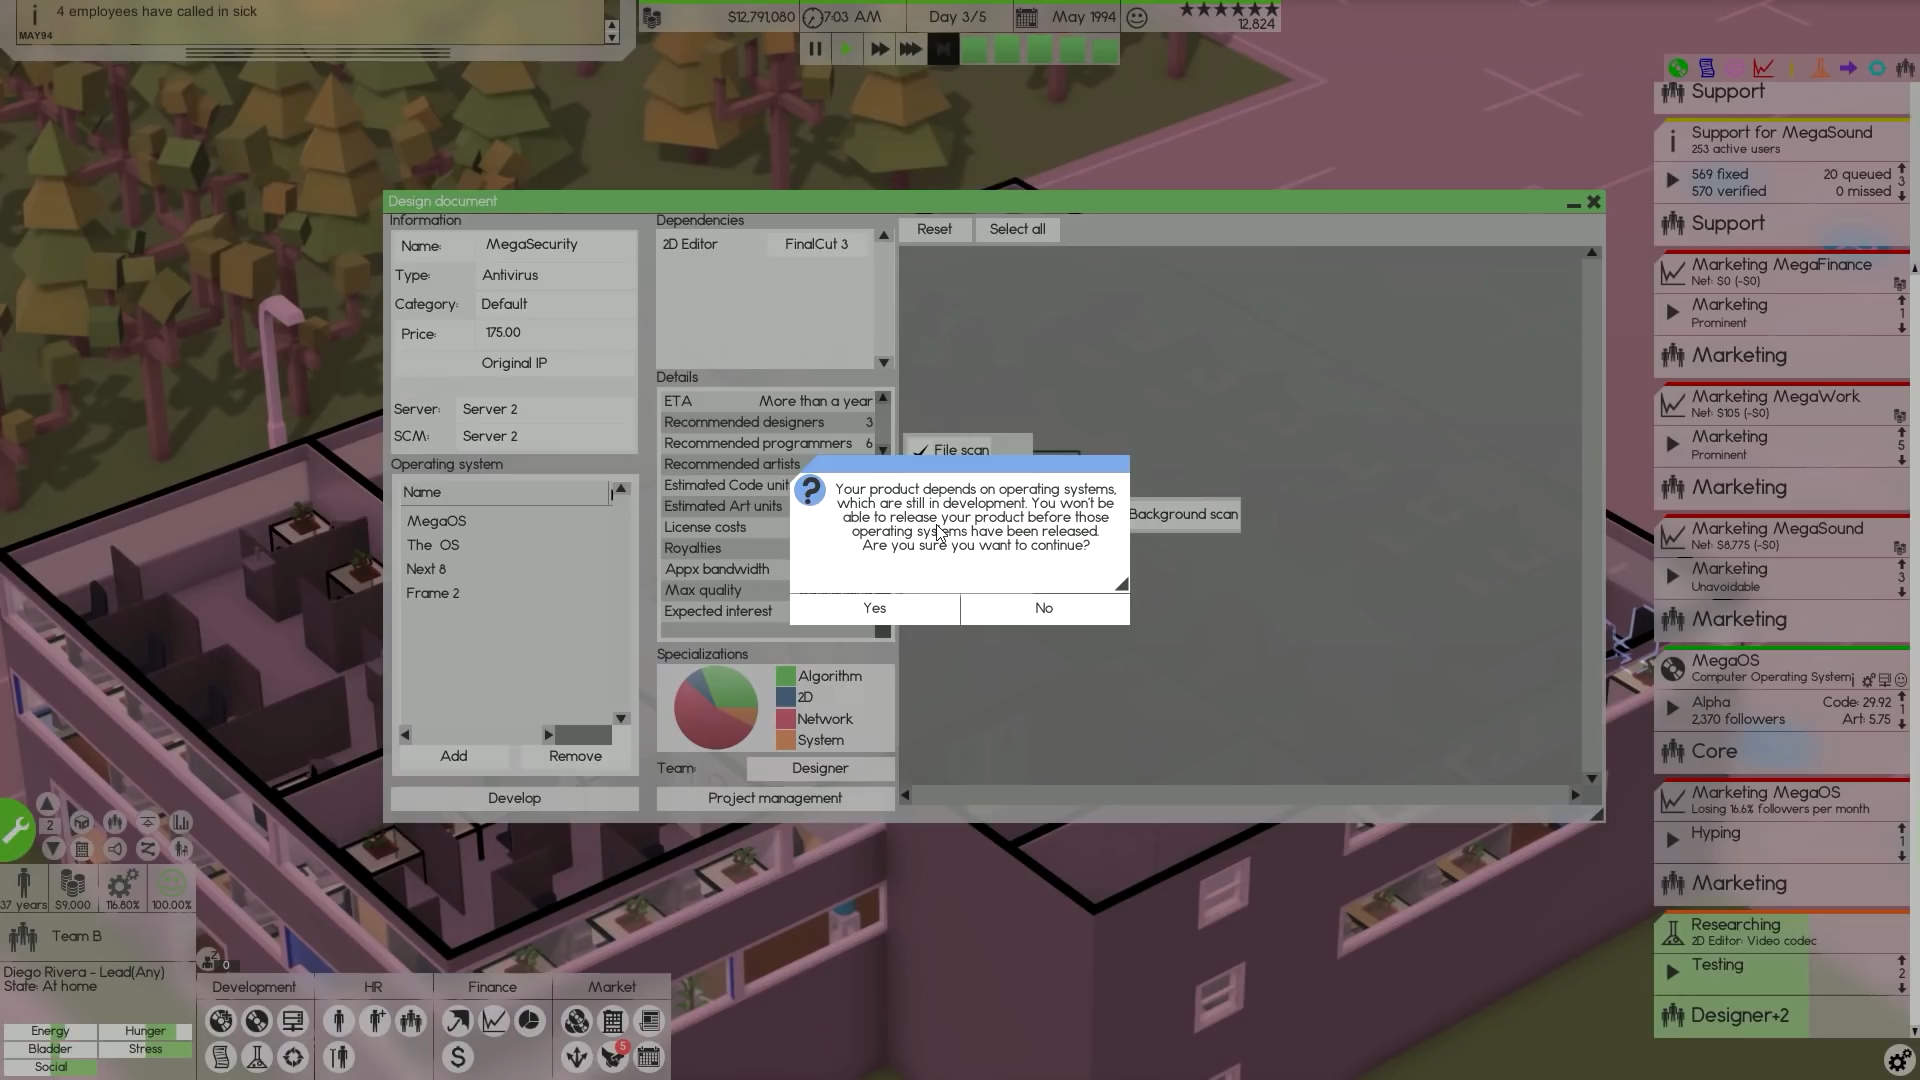 4 employees have called in sick
MAY94
$12,791,080
7:03 AM
Day 3/5
May 1994
12,824
Design document
Information
Name: MegaSecurity
Type: Antivirus
Category: Default
Price: 175.00
Original IP
Server: Server 2
SCM: Server 2
Operating system
Name
MegaOS
The OS
Next 8
Frame 2
Add
Remove
Develop
Dependencies
2D Editor FinalCut 3
Details
ETA More than a year
Recommended designers 3
Recommended programmers 6
Recommended artists
Estimated Code unit
Estimated Art units
License costs
Royalties
Appx bandwidth
Max quality
Expected interest
Specializations
Algorithm
2D
Network
System
Team: Designer
Project management
Reset
Select all
File scan
Background scan
Your product depends on operating systems,
which are still in development. You won't be
able to release your product before those
operating systems have been released.
Are you sure you want to continue?
Yes
No
Support
Support for MegaSound
253 active users
569 fixed 20 queued
570 verified 0 missed
3
Support
Marketing MegaFinance
Net: $0 (-$0)
Marketing
Prominent
1
Marketing
Marketing MegaWork
Net: $105 (-$0)
Marketing
Prominent
5
Marketing
Marketing MegaSound
Net: $8,775 (-$0)
Marketing
Unavoidable
3
Marketing
MegaOS
Computer Operating System
Alpha Code: 29.92
2,370 followers Art: 5.75
1
Core
Marketing MegaOS
Losing 16.6% followers per month
Hyping
1
Marketing
Researching
2D Editor: Video codec
Testing
2
Designer+2
2
37 years
$9,000
116.80%
100.00%
Team B
Diego Rivera - Lead(Any)
State: At home
Energy
Hunger
Bladder
Stress
Social
0
Development
HR
Finance
Market
5